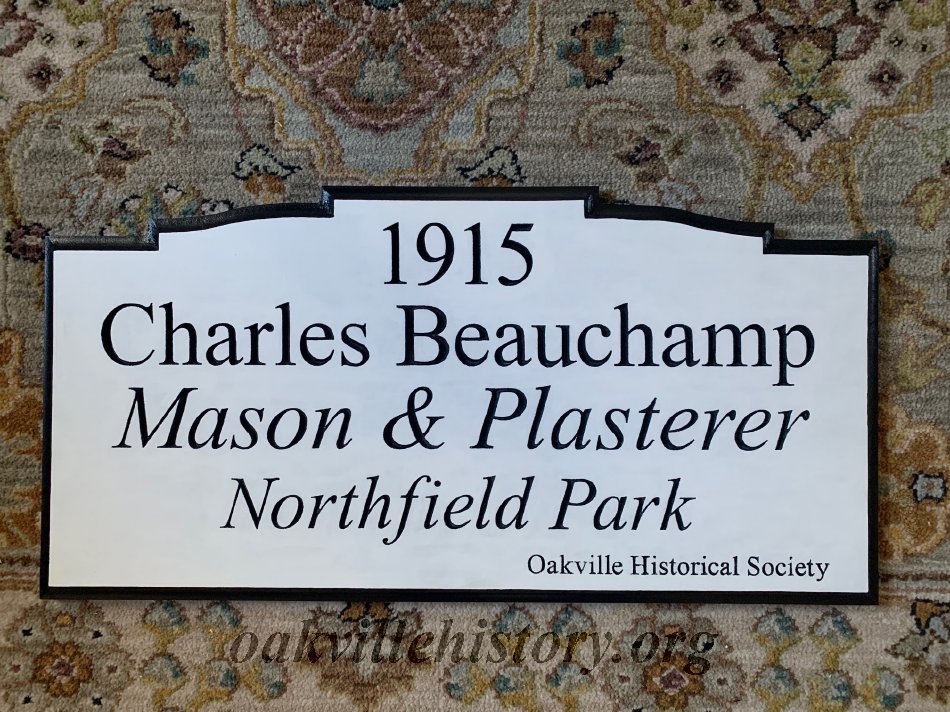 1915
Charles Beauchamp
Mason & Plasterer
Northfield Park
Oakville Historical Society
oakvillehistory.org